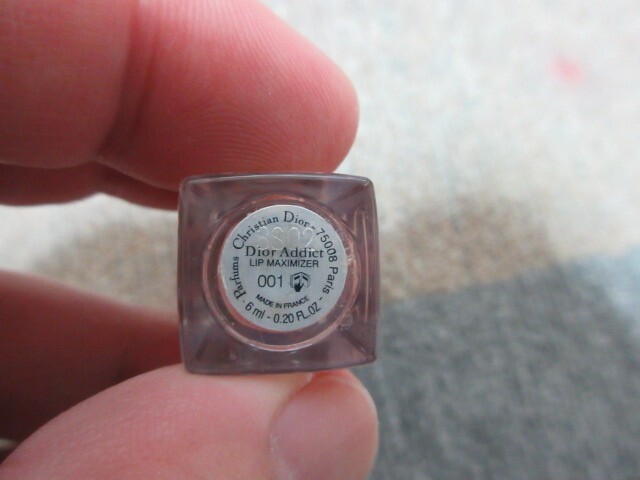 Parfums Christian Dior - 75008 Paris
Dior Addict
LIP MAXIMIZER
001
MADE IN FRANCE
6 ml - 0.20 FL.OZ -